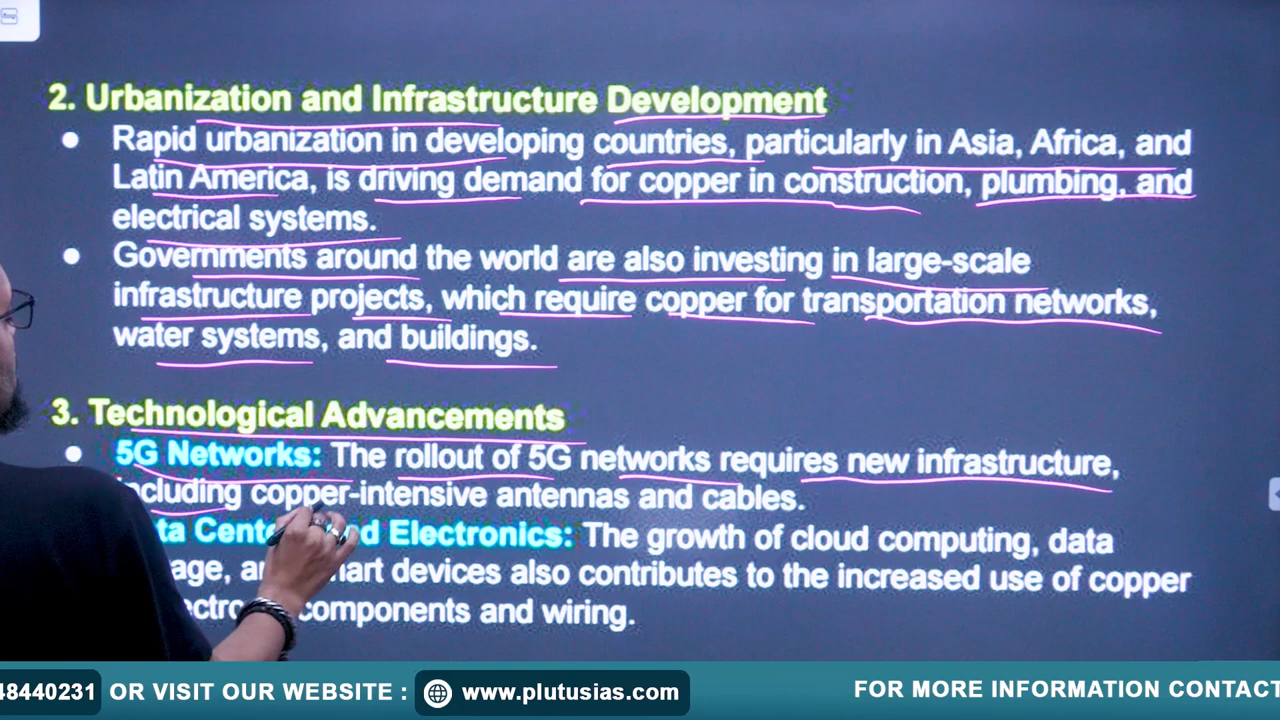 2. Urbanization and Infrastructure Development
● Rapid urbanization in developing countries, particularly in Asia, Africa, and
Latin America, is driving demand for copper in construction, plumbing, and
electrical systems.
● Governments around the world are also investing in large-scale
infrastructure projects, which require copper for transportation networks,
water systems, and buildings.
3. Technological Advancements
● 5G Networks: The rollout of 5G networks requires new infrastructure,
including copper-intensive antennas and cables.
Electronics: The growth of cloud computing, data
devices also contributes to the increased use of copper
components and wiring.
48440231 OR VISIT OUR WEBSITE : www.plutusias.com FOR MORE INFORMATION CONTACT